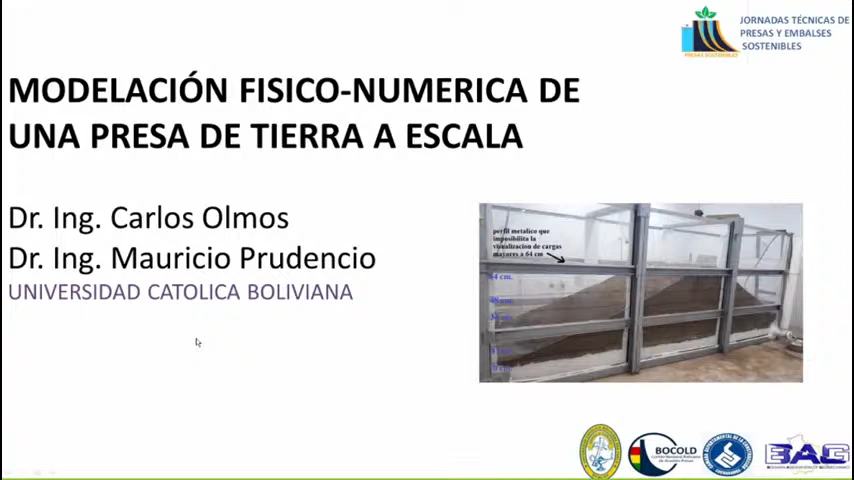 JORNADAS TÉCNICAS DE
PRESAS Y EMBALSES
SOSTENIBLES
PRESAS SOSTENIBLES
MODELACIÓN FISICO-NUMERICA DE
UNA PRESA DE TIERRA A ESCALA
Dr. Ing. Carlos Olmos
Dr. Ing. Mauricio Prudencio
UNIVERSIDAD CATOLICA BOLIVIANA
perfil metalico que
imposibilita la
visualizacion de cargas
mayores a 64 cm
64 cm.
BOCOLD